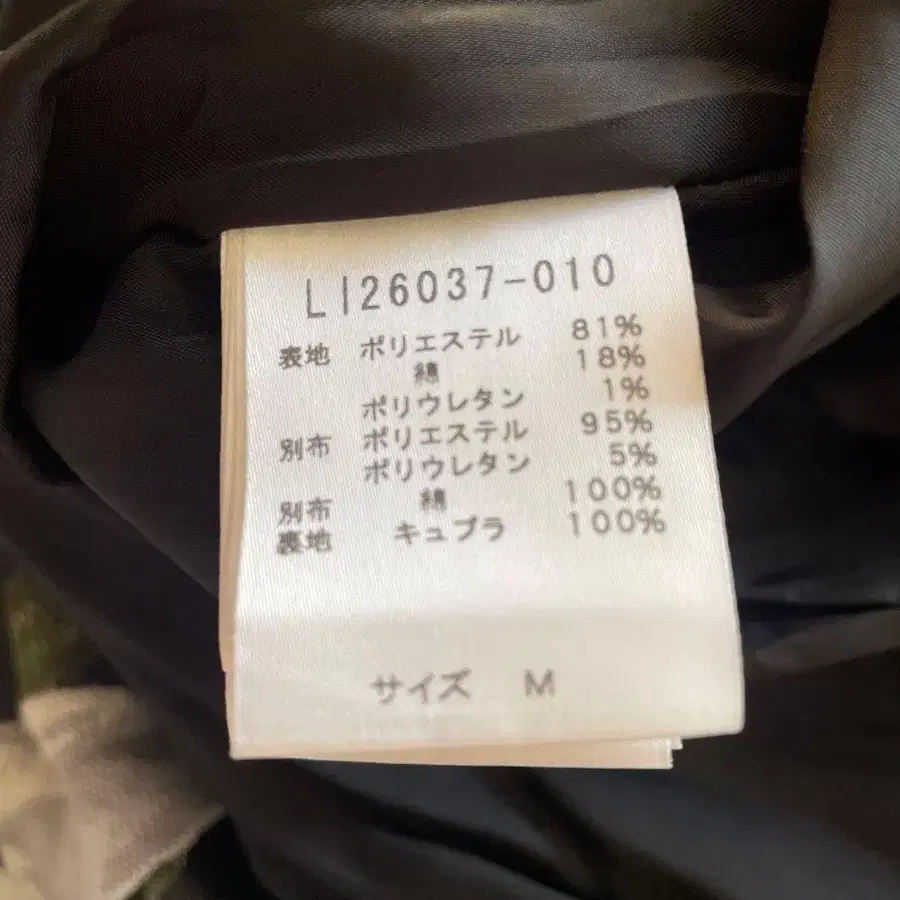 LI26037-010
表地 ポリエステル 81%
綿 18%
ポリウレタン 1%
別布 ポリエステル 95%
ポリウレタン 5%
別布 綿 100%
裏地 キュプラ 100%
サイズ M